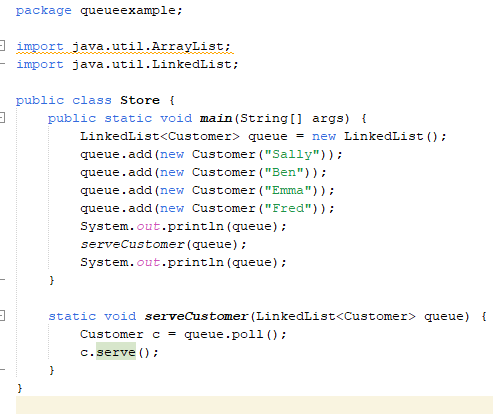 package queueexample;
import java.util.ArrayList;
import java.util.LinkedList;
public class Store {
    public static void main(String[] args) {
        LinkedList<Customer> queue = new LinkedList();
        queue.add(new Customer("Sally"));
        queue.add(new Customer("Ben"));
        queue.add(new Customer("Emma"));
        queue.add(new Customer("Fred"));
        System.out.println(queue);
        serveCustomer(queue);
        System.out.println(queue);
    }
    static void serveCustomer(LinkedList<Customer> queue) {
        Customer c = queue.poll();
        c.serve();
    }
}